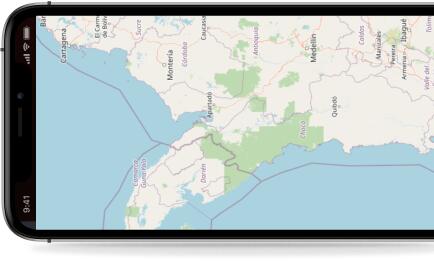 Cartagena
El Carmen
de Bolívar
Sucre
Córdoba
Montería
Caucasia
Antioquia
Medellín
Caldas
Manizales
Pereira
Armenia
Ibagué
Valle del
Apartadó
Quibdó
Chocó
Darién
Comarca
Guna Yala
9:41